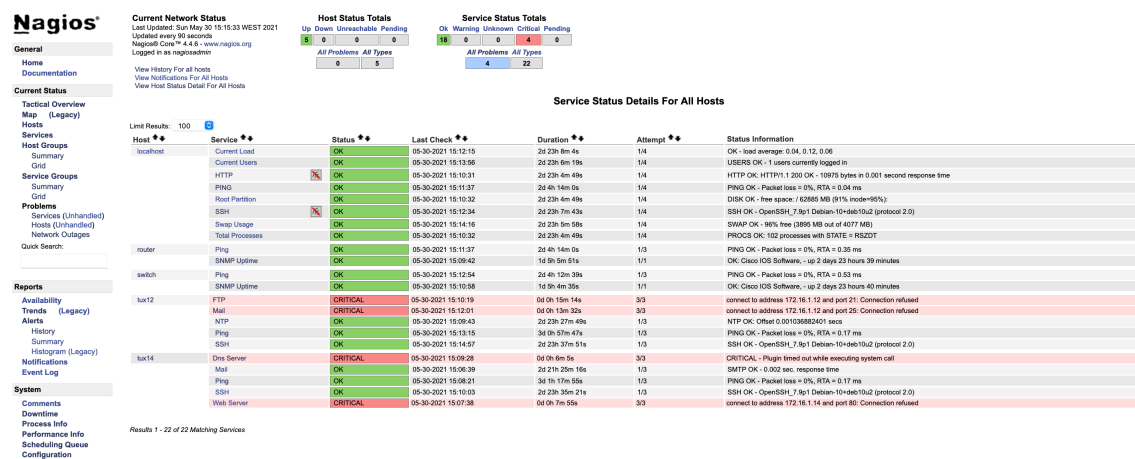 Nagios®
General
Home
Documentation
Current Status
Tactical Overview
Map (Legacy)
Hosts
Services
Host Groups
Summary
Grid
Service Groups
Summary
Grid
Problems
Services (Unhandled)
Hosts (Unhandled)
Network Outages
Quick Search:
Reports
Availability
Trends (Legacy)
Alerts
History
Summary
Histogram (Legacy)
Notifications
Event Log
System
Comments
Downtime
Process Info
Performance Info
Scheduling Queue
Configuration
Current Network Status
Last Updated: Sun May 30 15:15:33 WEST 2021
Updated every 90 seconds
Nagios® Core™ 4.4.6 - www.nagios.org
Logged in as nagiosadmin
View History For all hosts
View Notifications For All Hosts
View Host Status Detail For All Hosts
Host Status Totals
Up Down Unreachable Pending
5 0 0 0
All Problems All Types
0 5
Service Status Totals
Ok Warning Unknown Critical Pending
18 0 0 4 0
All Problems All Types
4 22
Service Status Details For All Hosts
Limit Results: 100
Host Service Status Last Check Duration Attempt Status Information
localhost Current Load OK 05-30-2021 15:12:15 2d 23h 8m 4s 1/4 OK - load average: 0.04, 0.12, 0.06
Current Users OK 05-30-2021 15:13:56 2d 23h 6m 19s 1/4 USERS OK - 1 users currently logged in
HTTP OK 05-30-2021 15:10:31 2d 23h 4m 49s 1/4 HTTP OK: HTTP/1.1 200 OK - 10975 bytes in 0.001 second response time
PING OK 05-30-2021 15:11:37 2d 4h 14m 0s 1/4 PING OK - Packet loss = 0%, RTA = 0.04 ms
Root Partition OK 05-30-2021 15:10:32 2d 23h 4m 49s 1/4 DISK OK - free space: / 62885 MB (91% inode=95%):
SSH OK 05-30-2021 15:12:34 2d 23h 7m 43s 1/4 SSH OK - OpenSSH_7.9p1 Debian-10+deb10u2 (protocol 2.0)
Swap Usage OK 05-30-2021 15:14:16 2d 23h 5m 58s 1/4 SWAP OK - 96% free (3895 MB out of 4077 MB)
Total Processes OK 05-30-2021 15:10:32 2d 23h 4m 49s 1/4 PROCS OK: 102 processes with STATE = RSZDT
router Ping OK 05-30-2021 15:11:37 2d 4h 14m 0s 1/3 PING OK - Packet loss = 0%, RTA = 0.35 ms
SNMP Uptime OK 05-30-2021 15:09:42 1d 5h 5m 51s 1/1 OK: Cisco IOS Software, - up 2 days 23 hours 39 minutes
switch Ping OK 05-30-2021 15:12:54 2d 4h 12m 39s 1/3 PING OK - Packet loss = 0%, RTA = 0.53 ms
SNMP Uptime OK 05-30-2021 15:10:58 1d 5h 4m 35s 1/1 OK: Cisco IOS Software, - up 2 days 23 hours 40 minutes
tux12 FTP CRITICAL 05-30-2021 15:10:19 0d 0h 15m 14s 3/3 connect to address 172.16.1.12 and port 21: Connection refused
Mail CRITICAL 05-30-2021 15:12:01 0d 0h 13m 32s 3/3 connect to address 172.16.1.12 and port 25: Connection refused
NTP OK 05-30-2021 15:09:43 2d 23h 27m 49s 1/3 NTP OK: Offset 0.001036882401 secs
Ping OK 05-30-2021 15:13:15 3d 0h 57m 47s 1/3 PING OK - Packet loss = 0%, RTA = 0.17 ms
SSH OK 05-30-2021 15:14:57 2d 23h 37m 51s 1/3 SSH OK - OpenSSH_7.9p1 Debian-10+deb10u2 (protocol 2.0)
tux14 Dns Server CRITICAL 05-30-2021 15:09:28 0d 0h 6m 5s 3/3 CRITICAL - Plugin timed out while executing system call
Mail OK 05-30-2021 15:06:39 2d 21h 25m 16s 1/3 SMTP OK - 0.002 sec. response time
Ping OK 05-30-2021 15:08:21 3d 1h 17m 55s 1/3 PING OK - Packet loss = 0%, RTA = 0.17 ms
SSH OK 05-30-2021 15:10:03 2d 23h 35m 21s 1/3 SSH OK - OpenSSH_7.9p1 Debian-10+deb10u2 (protocol 2.0)
Web Server CRITICAL 05-30-2021 15:07:38 0d 0h 7m 55s 3/3 connect to address 172.16.1.14 and port 80: Connection refused
Results 1 - 22 of 22 Matching Services